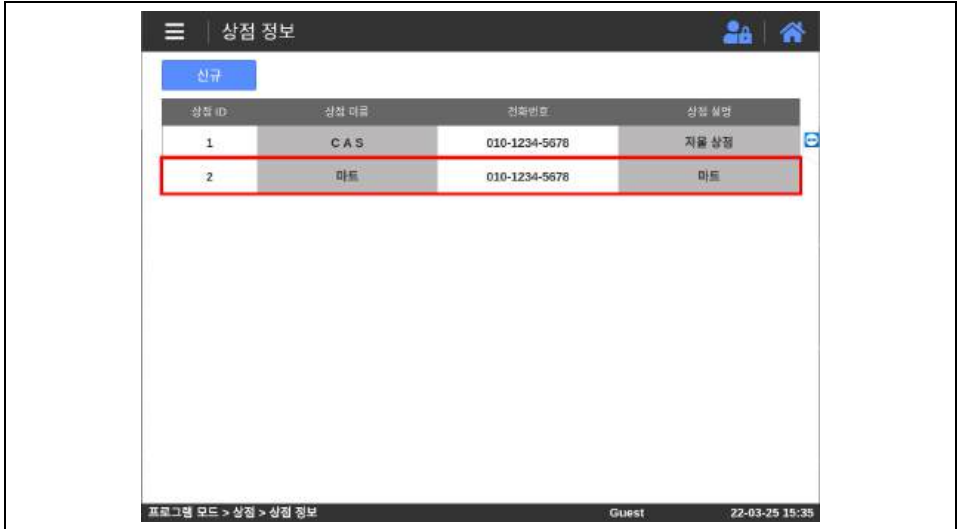 상점 정보
신규
상점 ID 상점 이름 전화번호 상점 설명
1 C A S 010-1234-5678 저울 상점
2 마트 010-1234-5678 마트
프로그램 모드 > 상점 > 상점 정보 Guest 22-03-25 15:35